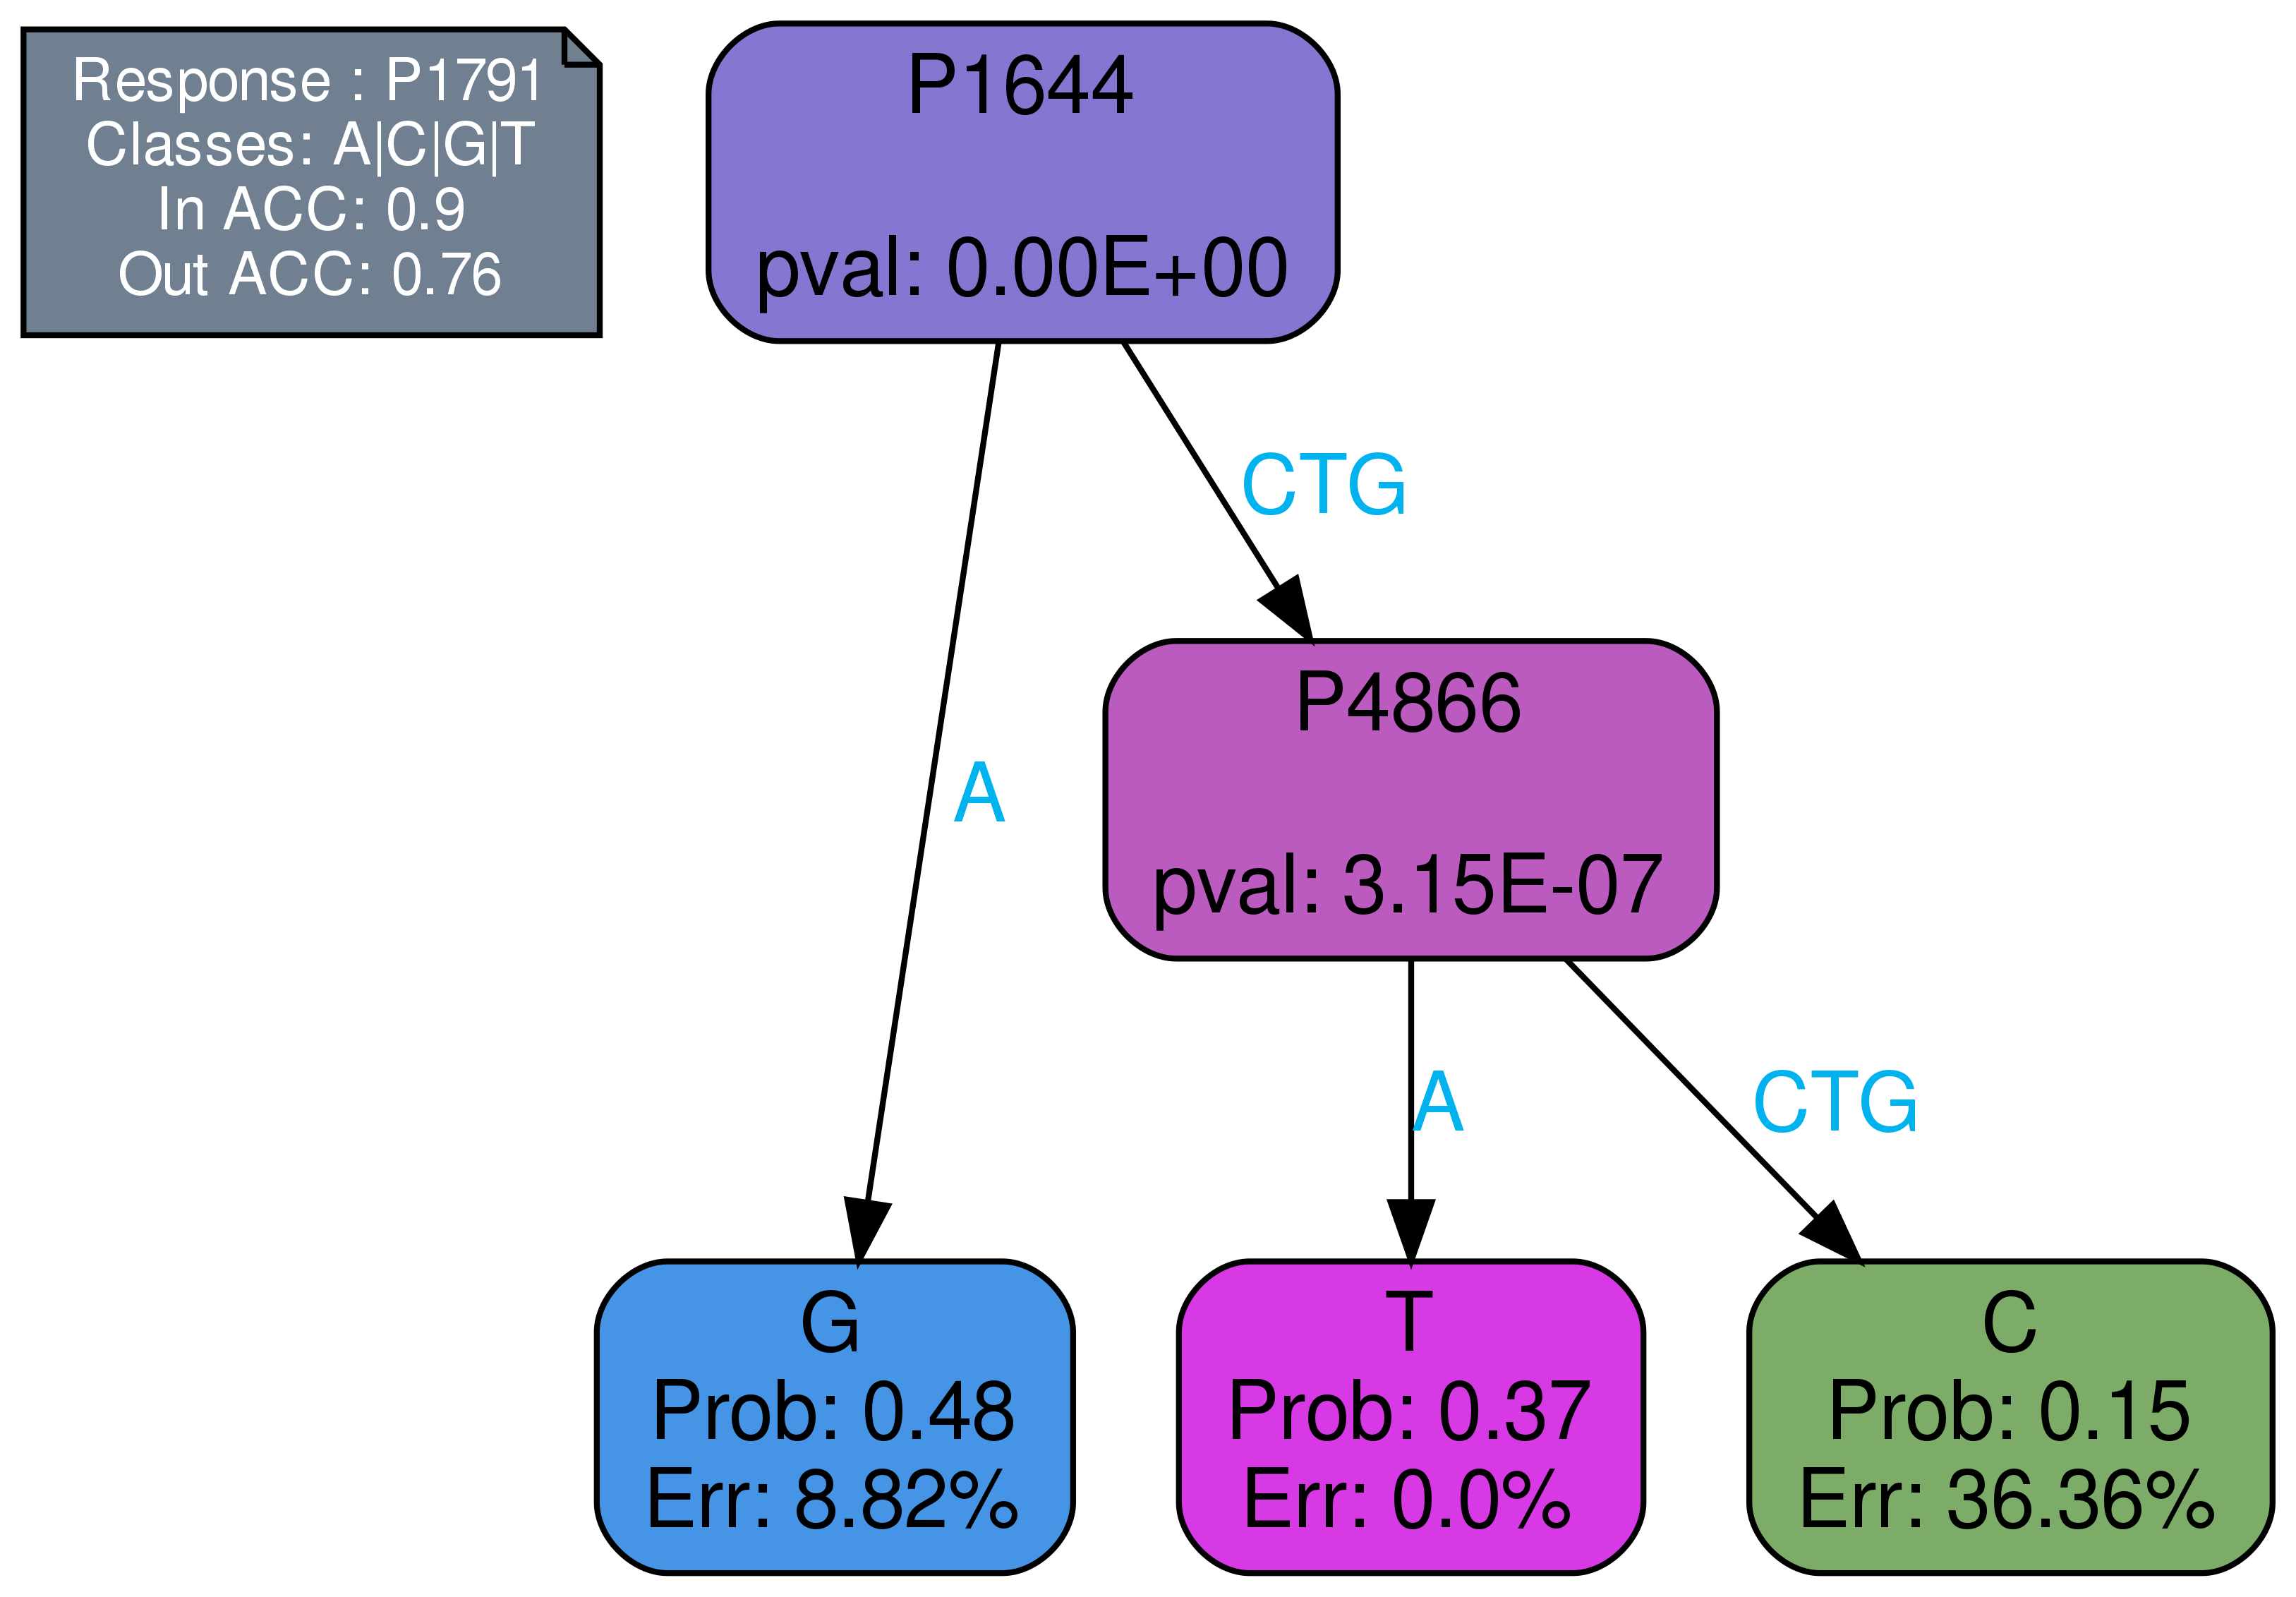 Response : P1791
Classes: A|C|G|T
In ACC: 0.9
Out ACC: 0.76
P1644
pval: 0.00E+00
CTG
P4866
pval: 3.15E-07
A
A
CTG
G
Prob: 0.48
Err: 8.82%
T
Prob: 0.37
Err: 0.0%
C
Prob: 0.15
Err: 36.36%